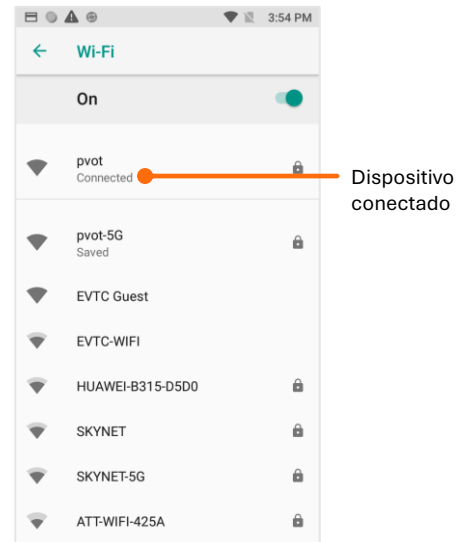 3:54 PM
Wi-Fi
On
pvot
Connected
Dispositivo
conectado
pvot-5G
Saved
EVTC Guest
EVTC-WIFI
HUAWEI-B315-D5D0
SKYNET
SKYNET-5G
ATT-WIFI-425A